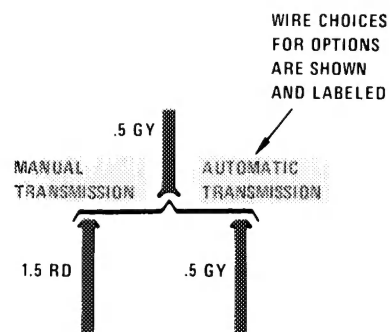 WIRE CHOICES
FOR OPTIONS
ARE SHOWN
AND LABELED
.5 GY
MANUAL
TRANSMISSION
AUTOMATIC
TRANSMISSION
1.5 RD
.5 GY